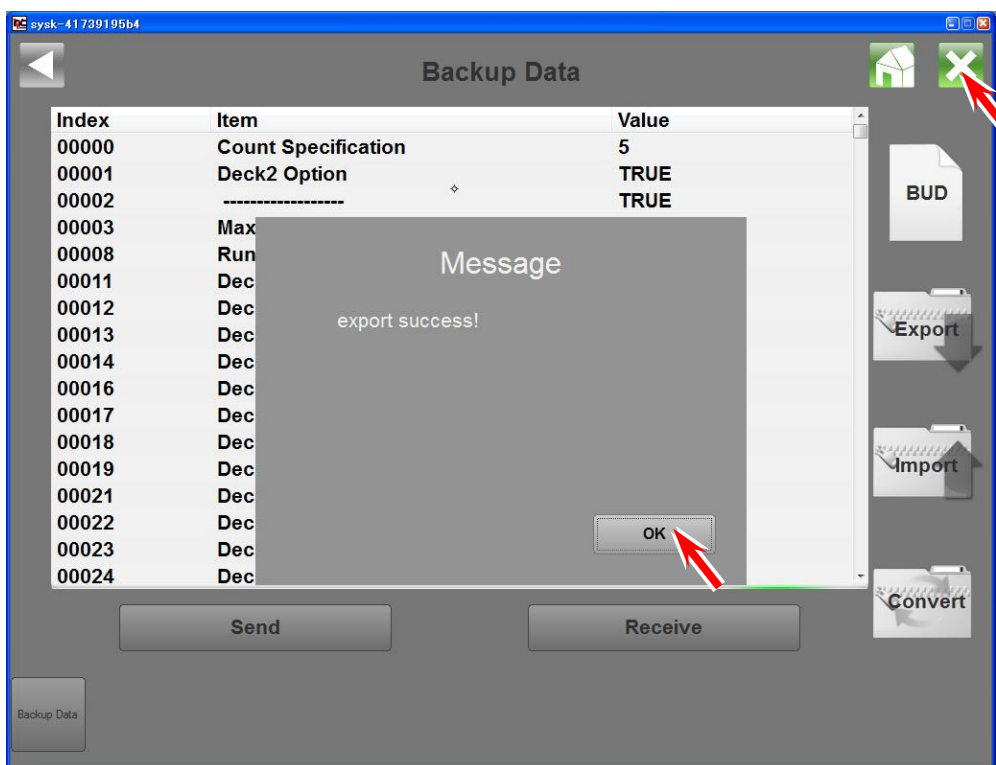 sysk-41739195b4
Backup Data
Index Item Value
00000 Count Specification 5
00001 Deck2 Option TRUE
00002 ------------------ TRUE
00003 Max
00008 Run
00011 Dec
00012 Dec
00013 Dec
00014 Dec
00016 Dec
00017 Dec
00018 Dec
00019 Dec
00021 Dec
00022 Dec
00023 Dec
00024 Dec
Message
export success!
OK
BUD
Export
Import
Convert
Send Receive
Backup Data